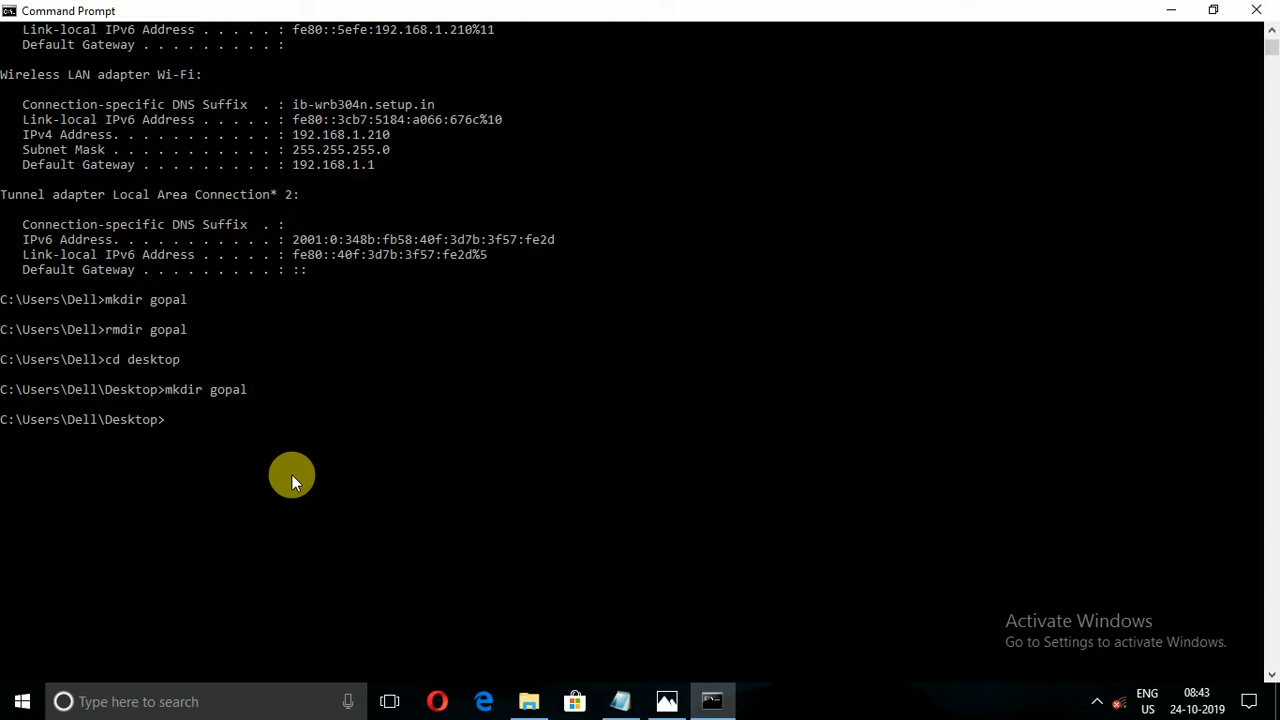 Command Prompt
Link-local IPv6 Address . . . . . : fe80::5efe:192.168.1.210%11
Default Gateway . . . . . . . . . :
Wireless LAN adapter Wi-Fi:
Connection-specific DNS Suffix  . : ib-wrb304n.setup.in
Link-local IPv6 Address . . . . . : fe80::3cb7:5184:a066:676c%10
IPv4 Address. . . . . . . . . . . : 192.168.1.210
Subnet Mask . . . . . . . . . . . : 255.255.255.0
Default Gateway . . . . . . . . . : 192.168.1.1
Tunnel adapter Local Area Connection* 2:
Connection-specific DNS Suffix  . :
IPv6 Address. . . . . . . . . . . : 2001:0:348b:fb58:40f:3d7b:3f57:fe2d
Link-local IPv6 Address . . . . . : fe80::40f:3d7b:3f57:fe2d%5
Default Gateway . . . . . . . . . : ::
C:\Users\Dell>mkdir gopal
C:\Users\Dell>rmdir gopal
C:\Users\Dell>cd desktop
C:\Users\Dell\Desktop>mkdir gopal
C:\Users\Dell\Desktop>
Activate Windows
Go to Settings to activate Windows.
Type here to search
ENG
US
08:43
24-10-2019